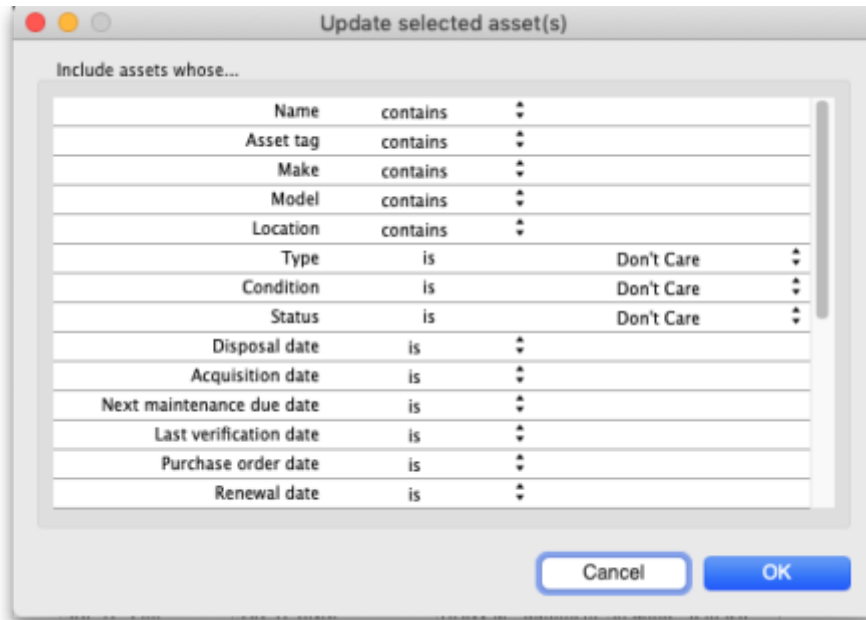 Update selected asset(s)
Include assets whose...
Name contains
Asset tag contains
Make contains
Model contains
Location contains
Type is Don't Care
Condition is Don't Care
Status is Don't Care
Disposal date is
Acquisition date is
Next maintenance due date is
Last verification date is
Purchase order date is
Renewal date is
Cancel OK